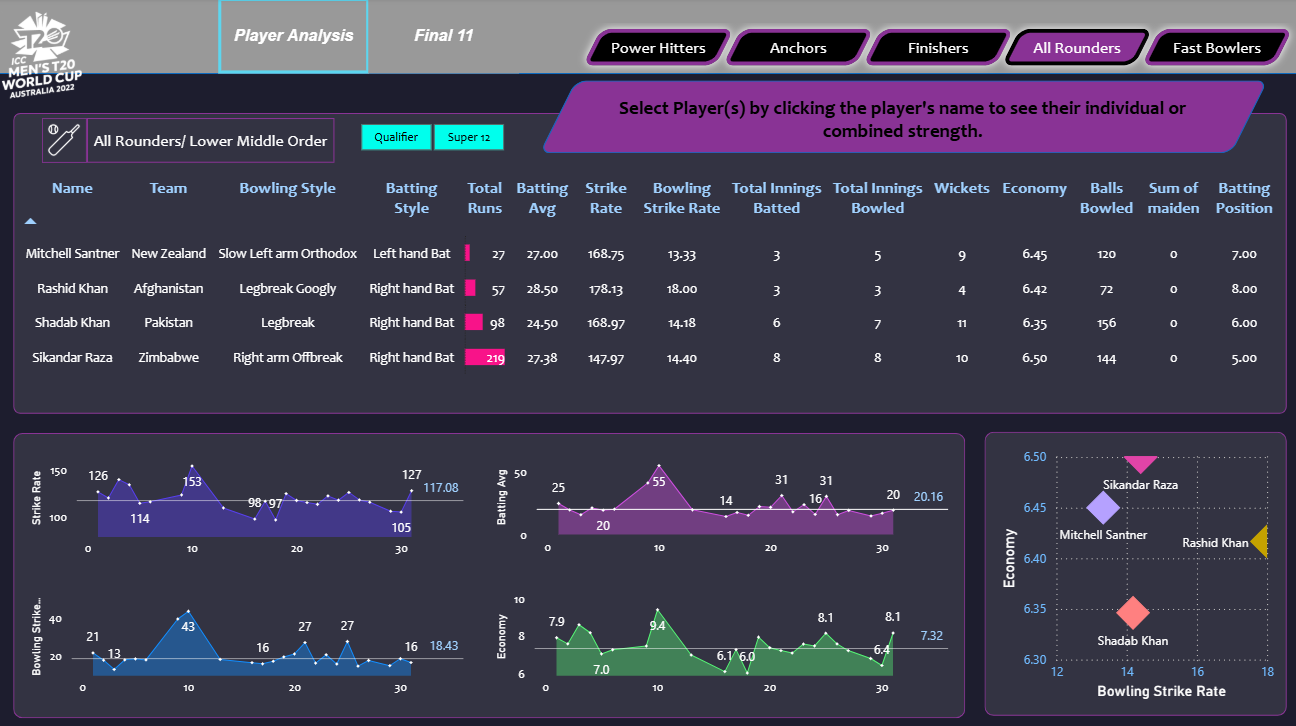 T20
ICC
MEN'S T20
WORLD CUP
AUSTRALIA 2022
Player Analysis
Final 11
Power Hitters
Anchors
Finishers
All Rounders
Fast Bowlers
Select Player(s) by clicking the player's name to see their individual or
combined strength.
All Rounders/ Lower Middle Order
Qualifier
Super 12
Name Team Bowling Style Batting Style Total Runs Batting Avg Strike Rate Bowling Strike Rate Total Innings Batted Total Innings Bowled Wickets Economy Balls Bowled Sum of maiden Batting Position
Mitchell Santner New Zealand Slow Left arm Orthodox Left hand Bat 27 27.00 168.75 13.33 3 5 9 6.45 120 0 7.00
Rashid Khan Afghanistan Legbreak Googly Right hand Bat 57 28.50 178.13 18.00 3 3 4 6.42 72 0 8.00
Shadab Khan Pakistan Legbreak Right hand Bat 98 24.50 168.97 14.18 6 7 11 6.35 156 0 6.00
Sikandar Raza Zimbabwe Right arm Offbreak Right hand Bat 219 27.38 147.97 14.40 8 8 10 6.50 144 0 5.00
Strike Rate
150
100
126
114
153
98
97
105
127
117.08
0 10 20 30
Batting Avg
50
0
25
20
55
14
31
16
31
20
20.16
0 10 20 30
Bowling Strike...
40
20
21
13
43
16
27
27
16
18.43
0 10 20 30
Economy
10
8
6
7.9
7.0
9.4
6.1
6.0
8.1
6.4
8.1
7.32
0 10 20 30
Economy
6.50
6.45
6.40
6.35
6.30
Sikandar Raza
Mitchell Santner
Rashid Khan
Shadab Khan
12 14 16 18
Bowling Strike Rate